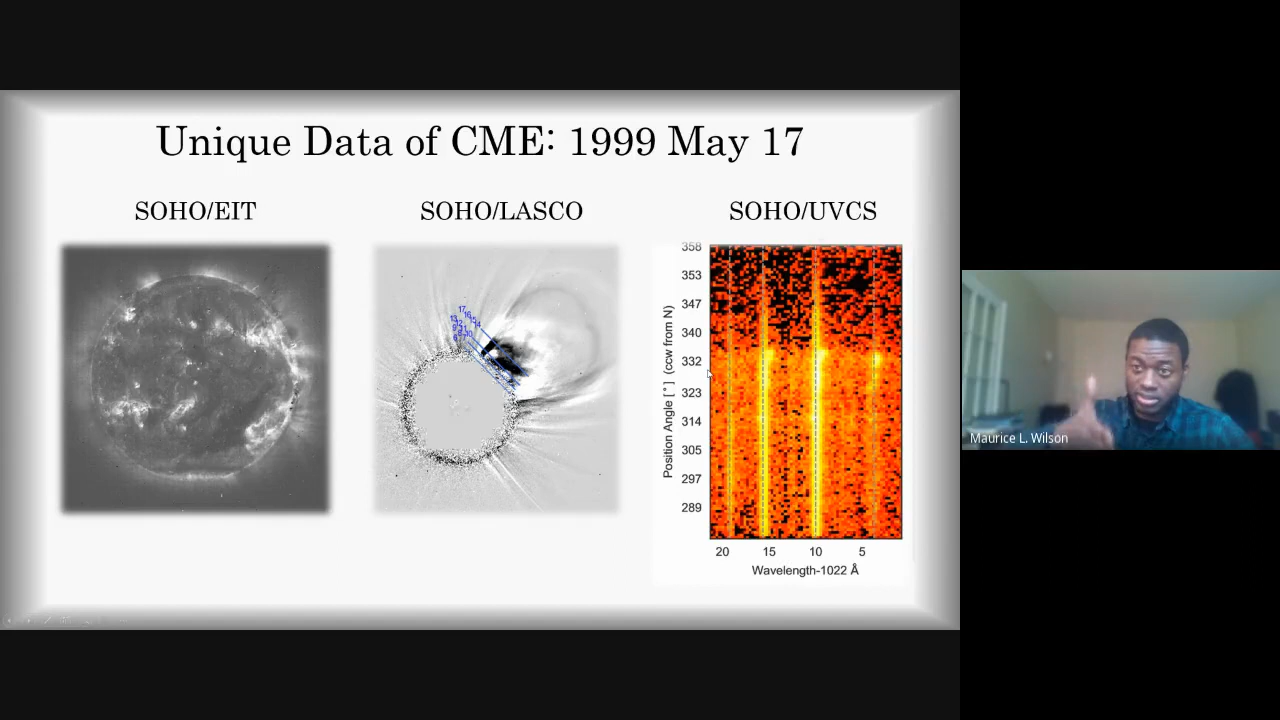 Unique Data of CME: 1999 May 17
SOHO/EIT
SOHO/LASCO
SOHO/UVCS
358
353
347
340
332
323
314
305
297
289
Position Angle [°] (ccw from N)
20 15 10 5
Wavelength-1022 Å
17
Maurice L. Wilson